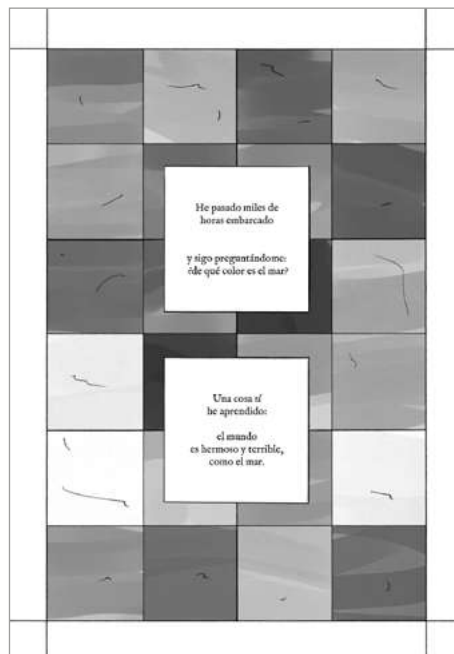 He pasado miles de
horas embarcado
y sigo preguntándome:
¿de qué color es el mar?
Una cosa sí
he aprendido:
el mundo
es hermoso y terrible,
como el mar.